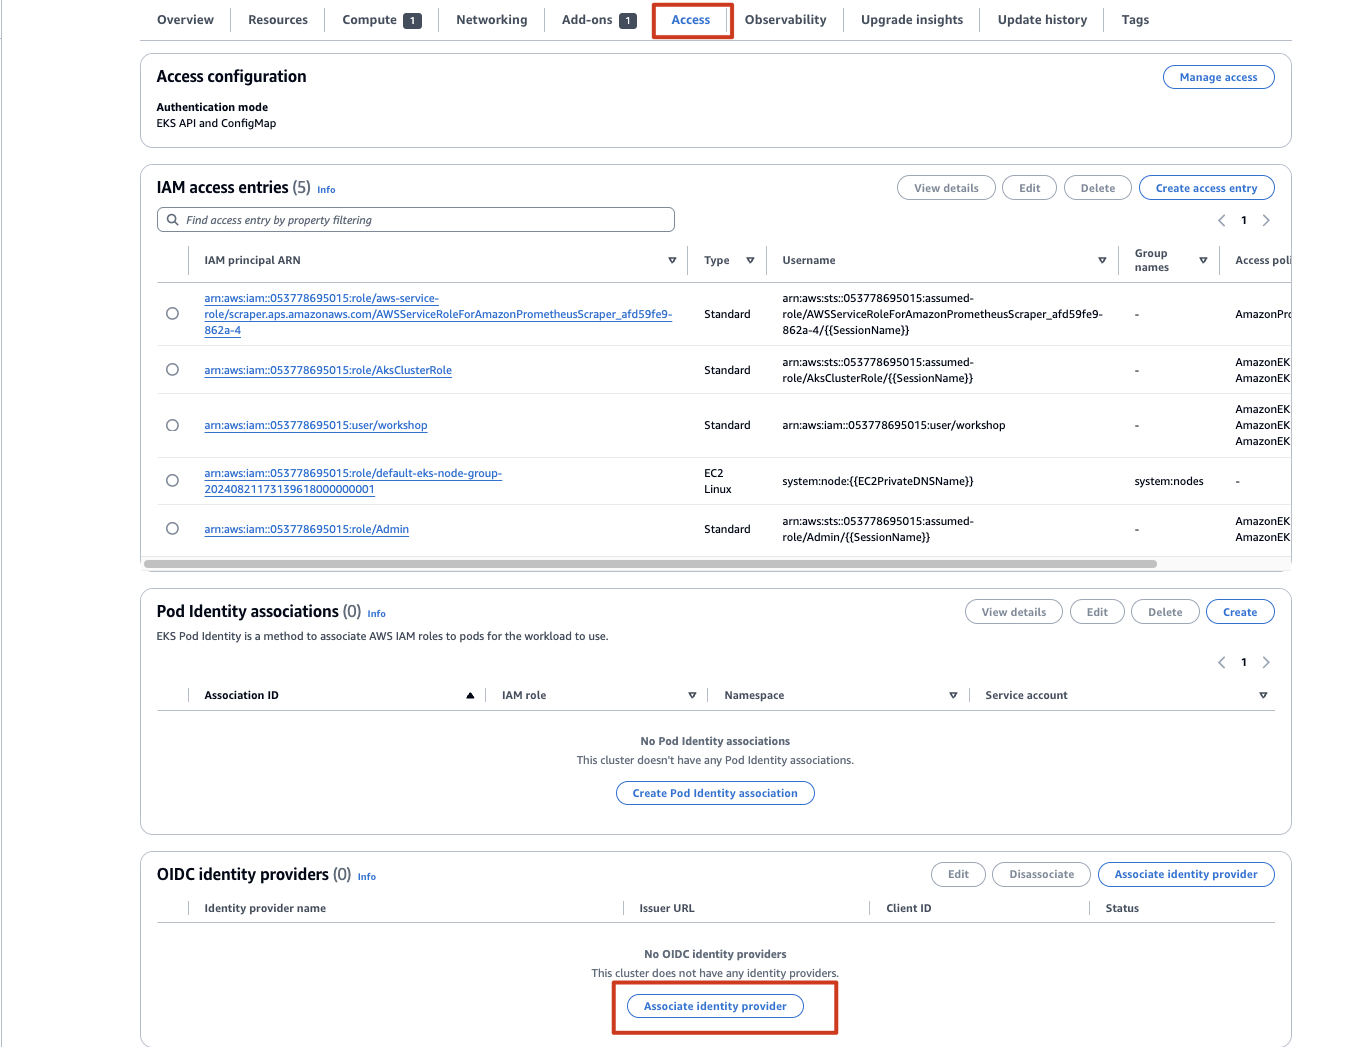 Overview Resources Compute 1 Networking Add-ons 1 Access Observability Upgrade insights Update history Tags
Access configuration
Manage access
Authentication mode
EKS API and ConfigMap
IAM access entries (5) Info
View details Edit Delete Create access entry
Find access entry by property filtering
1
IAM principal ARN Type Username Group names Access poli
arn:aws:iam::053778695015:role/aws-service-
role/scraper.aps.amazonaws.com/AWSServiceRoleForAmazonPrometheusScraper_afd59fe9-
862a-4
Standard
arn:aws:sts::053778695015:assumed-
role/AWSServiceRoleForAmazonPrometheusScraper_afd59fe9-
862a-4/{{SessionName}}
-
AmazonPro
arn:aws:iam::053778695015:role/AksClusterRole
Standard
arn:aws:sts::053778695015:assumed-
role/AksClusterRole/{{SessionName}}
-
AmazonEK
AmazonEK
arn:aws:iam::053778695015:user/workshop
Standard
arn:aws:iam::053778695015:user/workshop
-
AmazonEK
AmazonEK
AmazonEK
arn:aws:iam::053778695015:role/default-eks-node-group-
20240821173139618000000001
EC2
Linux
system:node:{{EC2PrivateDNSName}}
system:nodes
-
arn:aws:iam::053778695015:role/Admin
Standard
arn:aws:sts::053778695015:assumed-
role/Admin/{{SessionName}}
-
AmazonEK
AmazonEK
Pod Identity associations (0) Info
View details Edit Delete Create
EKS Pod Identity is a method to associate AWS IAM roles to pods for the workload to use.
1
Association ID IAM role Namespace Service account
No Pod Identity associations
This cluster doesn't have any Pod Identity associations.
Create Pod Identity association
OIDC identity providers (0) Info
Edit Disassociate Associate identity provider
Identity provider name Issuer URL Client ID Status
No OIDC identity providers
This cluster does not have any identity providers.
Associate identity provider